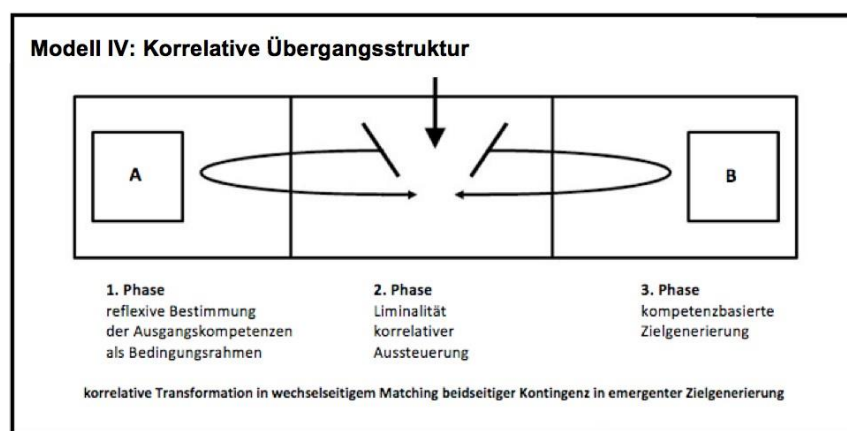 Modell IV: Korrelative Übergangsstruktur
A
B
1. Phase
reflexive Bestimmung
der Ausgangskompetenzen
als Bedingungsrahmen
2. Phase
Liminalität
korrelativer
Aussteuerung
3. Phase
kompetenzbasierte
Zielgenerierung
korrelative Transformation in wechselseitigem Matching beidseitiger Kontingenz in emergenter Zielgenerierung